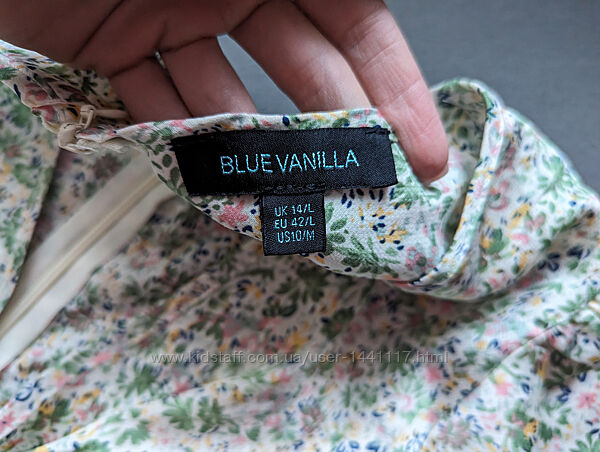 BLUE VANILLA
UK 14/L
EU 42/L
US10/M
www.kidstaff.com.ua/user-1441117.html